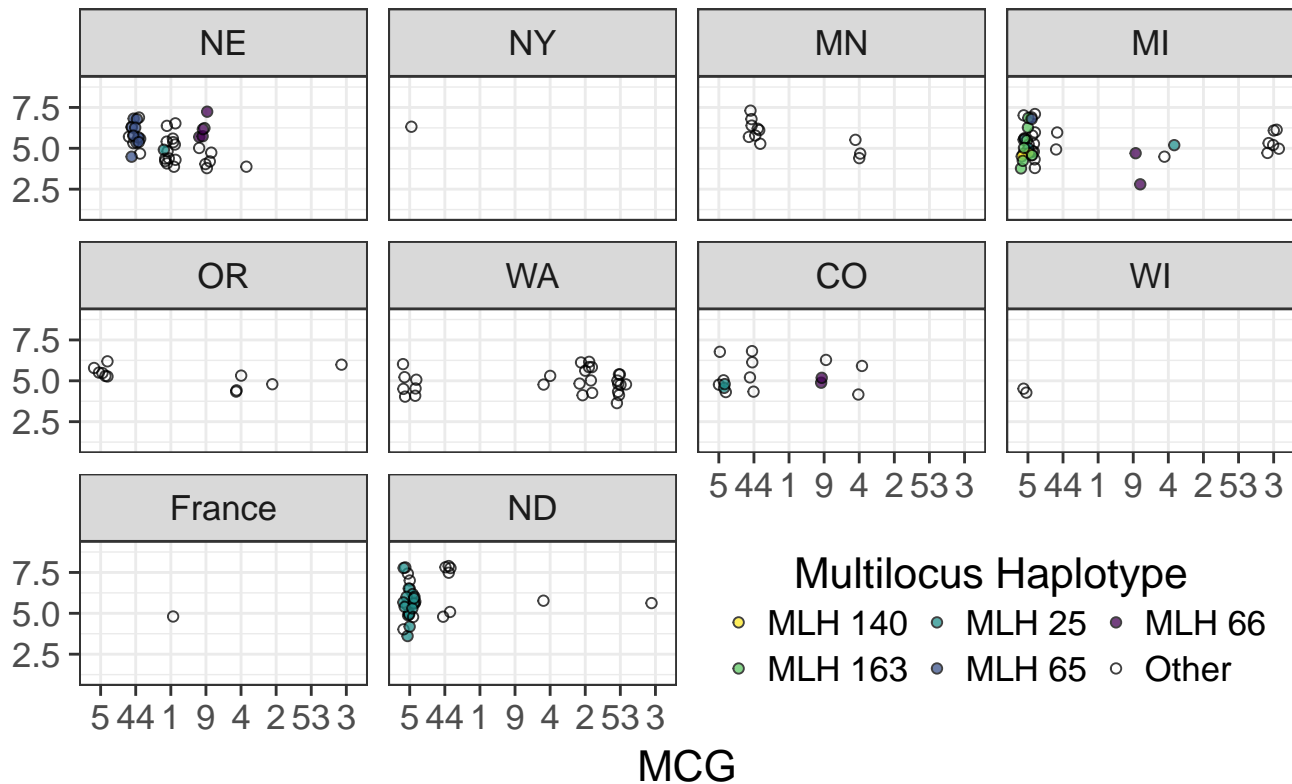 NE NY MN MI
7.5
5.0
2.5
OR WA CO WI
7.5
5.0
2.5
5 44 1 9 4 2 53 3 5 44 1 9 4 2 53 3
France ND
7.5
5.0
2.5
Multilocus Haplotype
MLH 140 MLH 25 MLH 66
MLH 163 MLH 65 Other
5 44 1 9 4 2 53 3 5 44 1 9 4 2 53 3
MCG